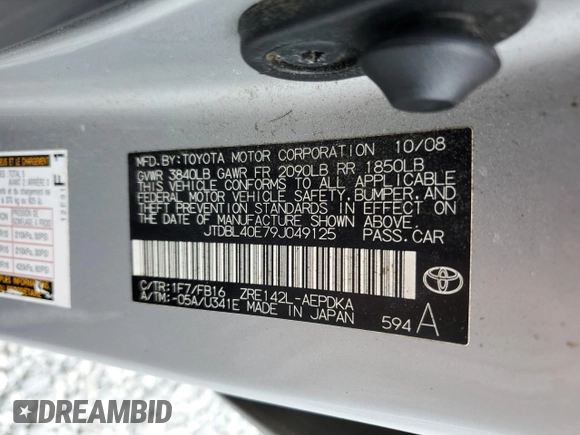 MFD.BY:TOYOTA MOTOR CORPORATION 10/08
GVWR 3840LB GAWR FR 2090LB RR 1850LB
THIS VEHICLE CONFORMS TO ALL APPLICABLE
FEDERAL MOTOR VEHICLE SAFETY, BUMPER, AND
THEFT PREVENTION STANDARDS IN EFFECT ON
THE DATE OF MANUFACTURE SHOWN ABOVE.
JTDBL40E79J049125 PASS.CAR
C/TR:1F7/FB16 ZRE142L-AEPDKA
A/TM:-05A/U341E MADE IN JAPAN
TOYOTA
594 A
F 1
DREAMBID